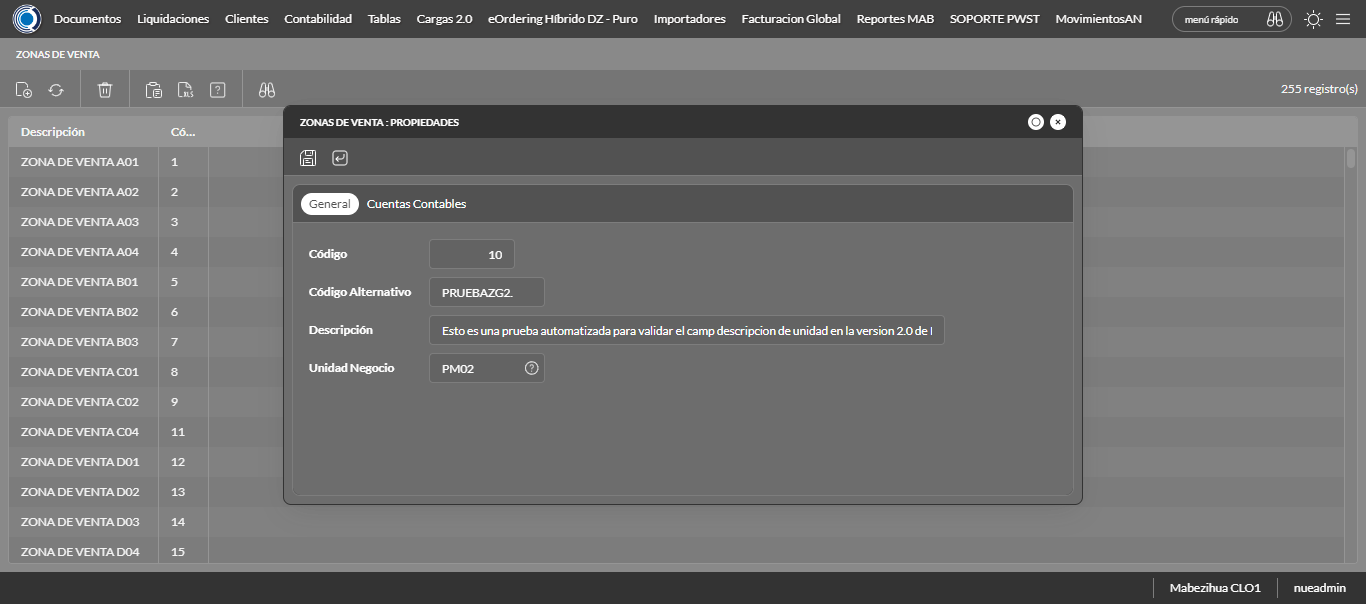 Documentos Liquidaciones Clientes Contabilidad Tablas Cargas 2.0 eOrdering Híbrido DZ - Puro Importadores Facturacion Global Reportes MAB SOPORTE PWST MovimientosAN menú rápido
ZONAS DE VENTA
XLS ? 255 registro(s)
Descripción Có...
ZONA DE VENTA A01 1
ZONA DE VENTA A02 2
ZONA DE VENTA A03 3
ZONA DE VENTA A04 4
ZONA DE VENTA B01 5
ZONA DE VENTA B02 6
ZONA DE VENTA B03 7
ZONA DE VENTA C01 8
ZONA DE VENTA C02 9
ZONA DE VENTA C04 11
ZONA DE VENTA D01 12
ZONA DE VENTA D02 13
ZONA DE VENTA D03 14
ZONA DE VENTA D04 15
ZONAS DE VENTA : PROPIEDADES
General Cuentas Contables
Código 10
Código Alternativo PRUEBAZG2.
Descripción Esto es una prueba automatizada para validar el camp descripcion de unidad en la version 2.0 de
Unidad Negocio PM02 ?
Mabezihua CLO1 nueadmin